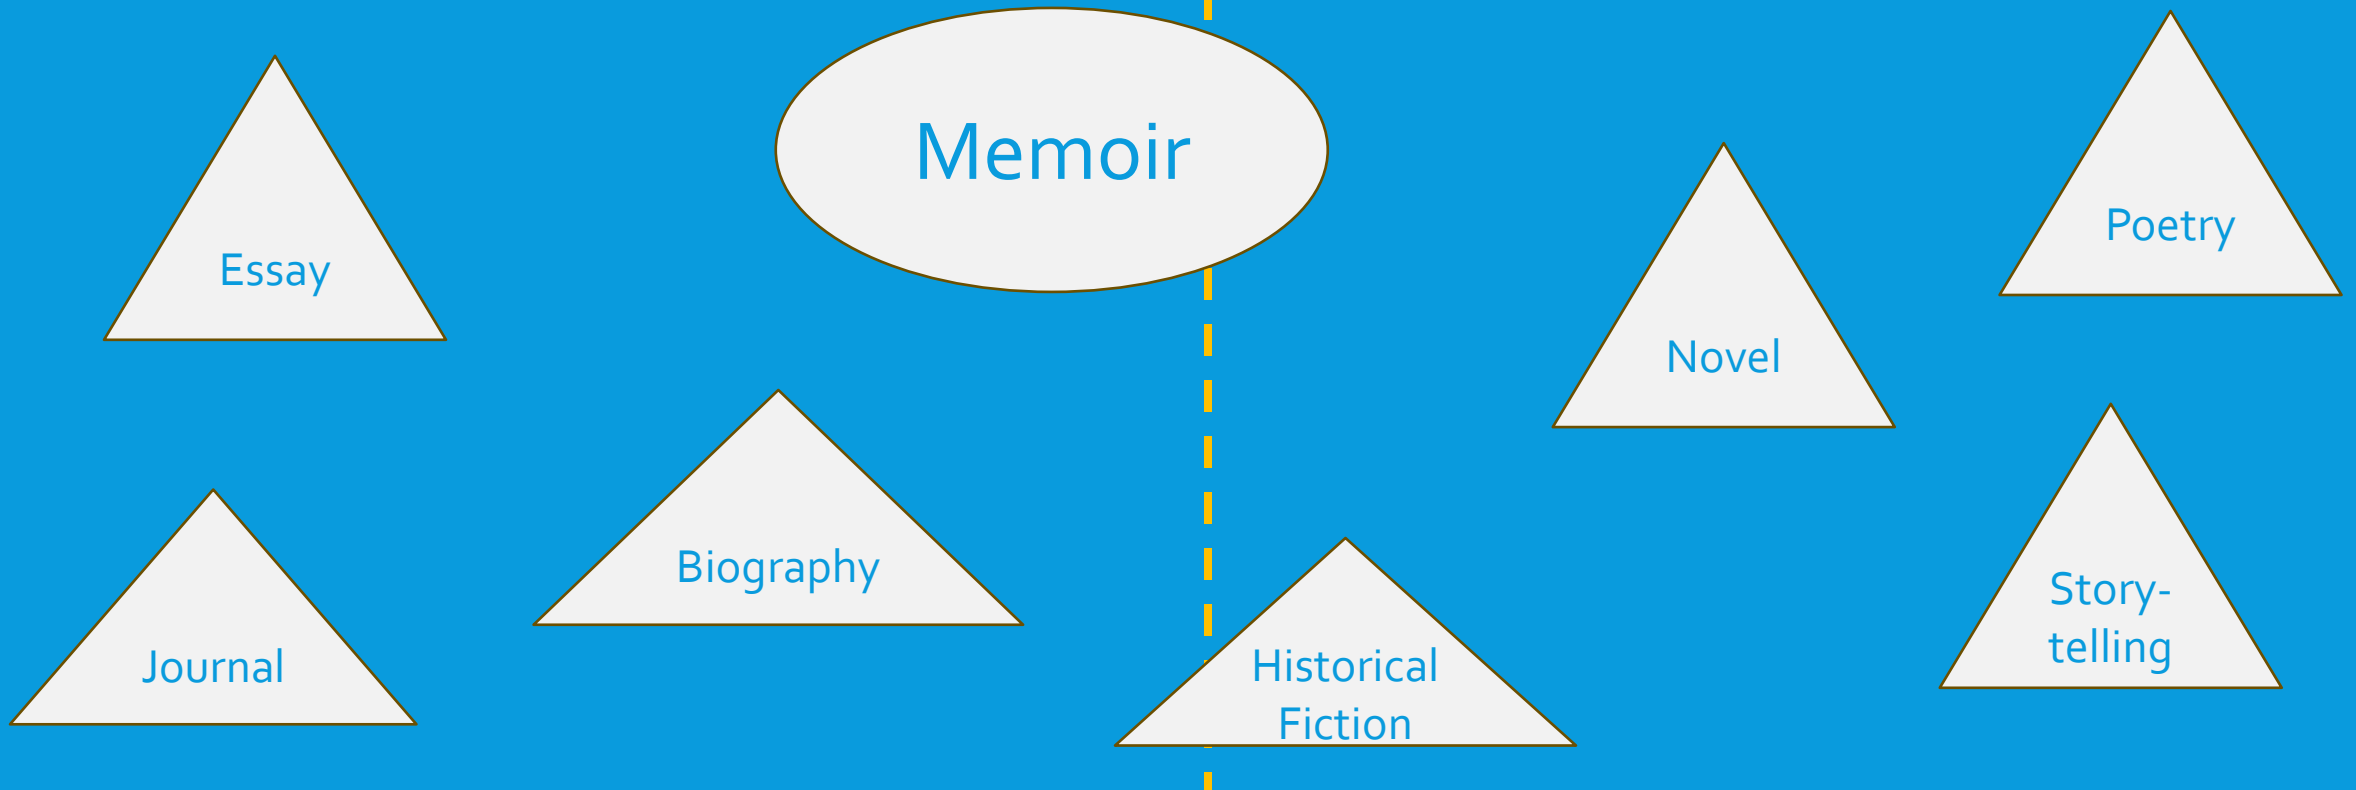 Memoir
Essay
Poetry
Novel
Biography
Journal
Historical
Fiction
Story-
telling